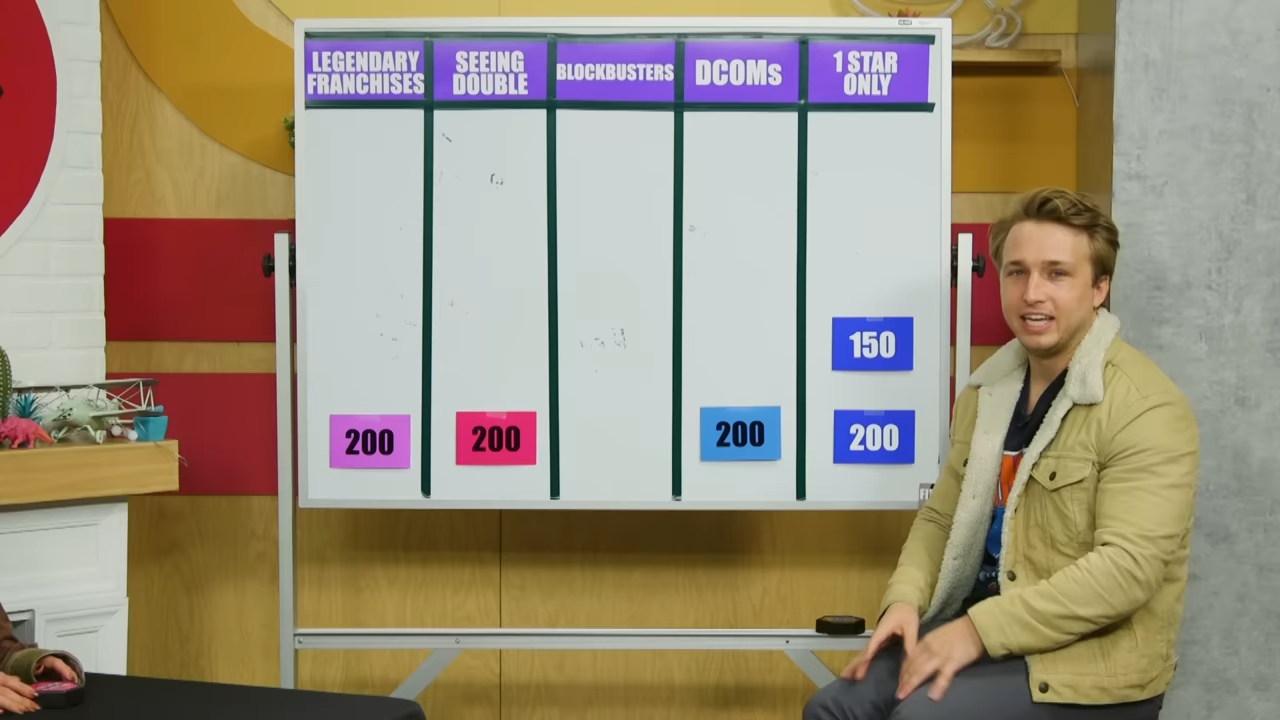 LEGENDARY
FRANCHISES
SEEING
DOUBLE
BLOCKBUSTERS
DCOMs
1 STAR
ONLY
150
200
200
200
200